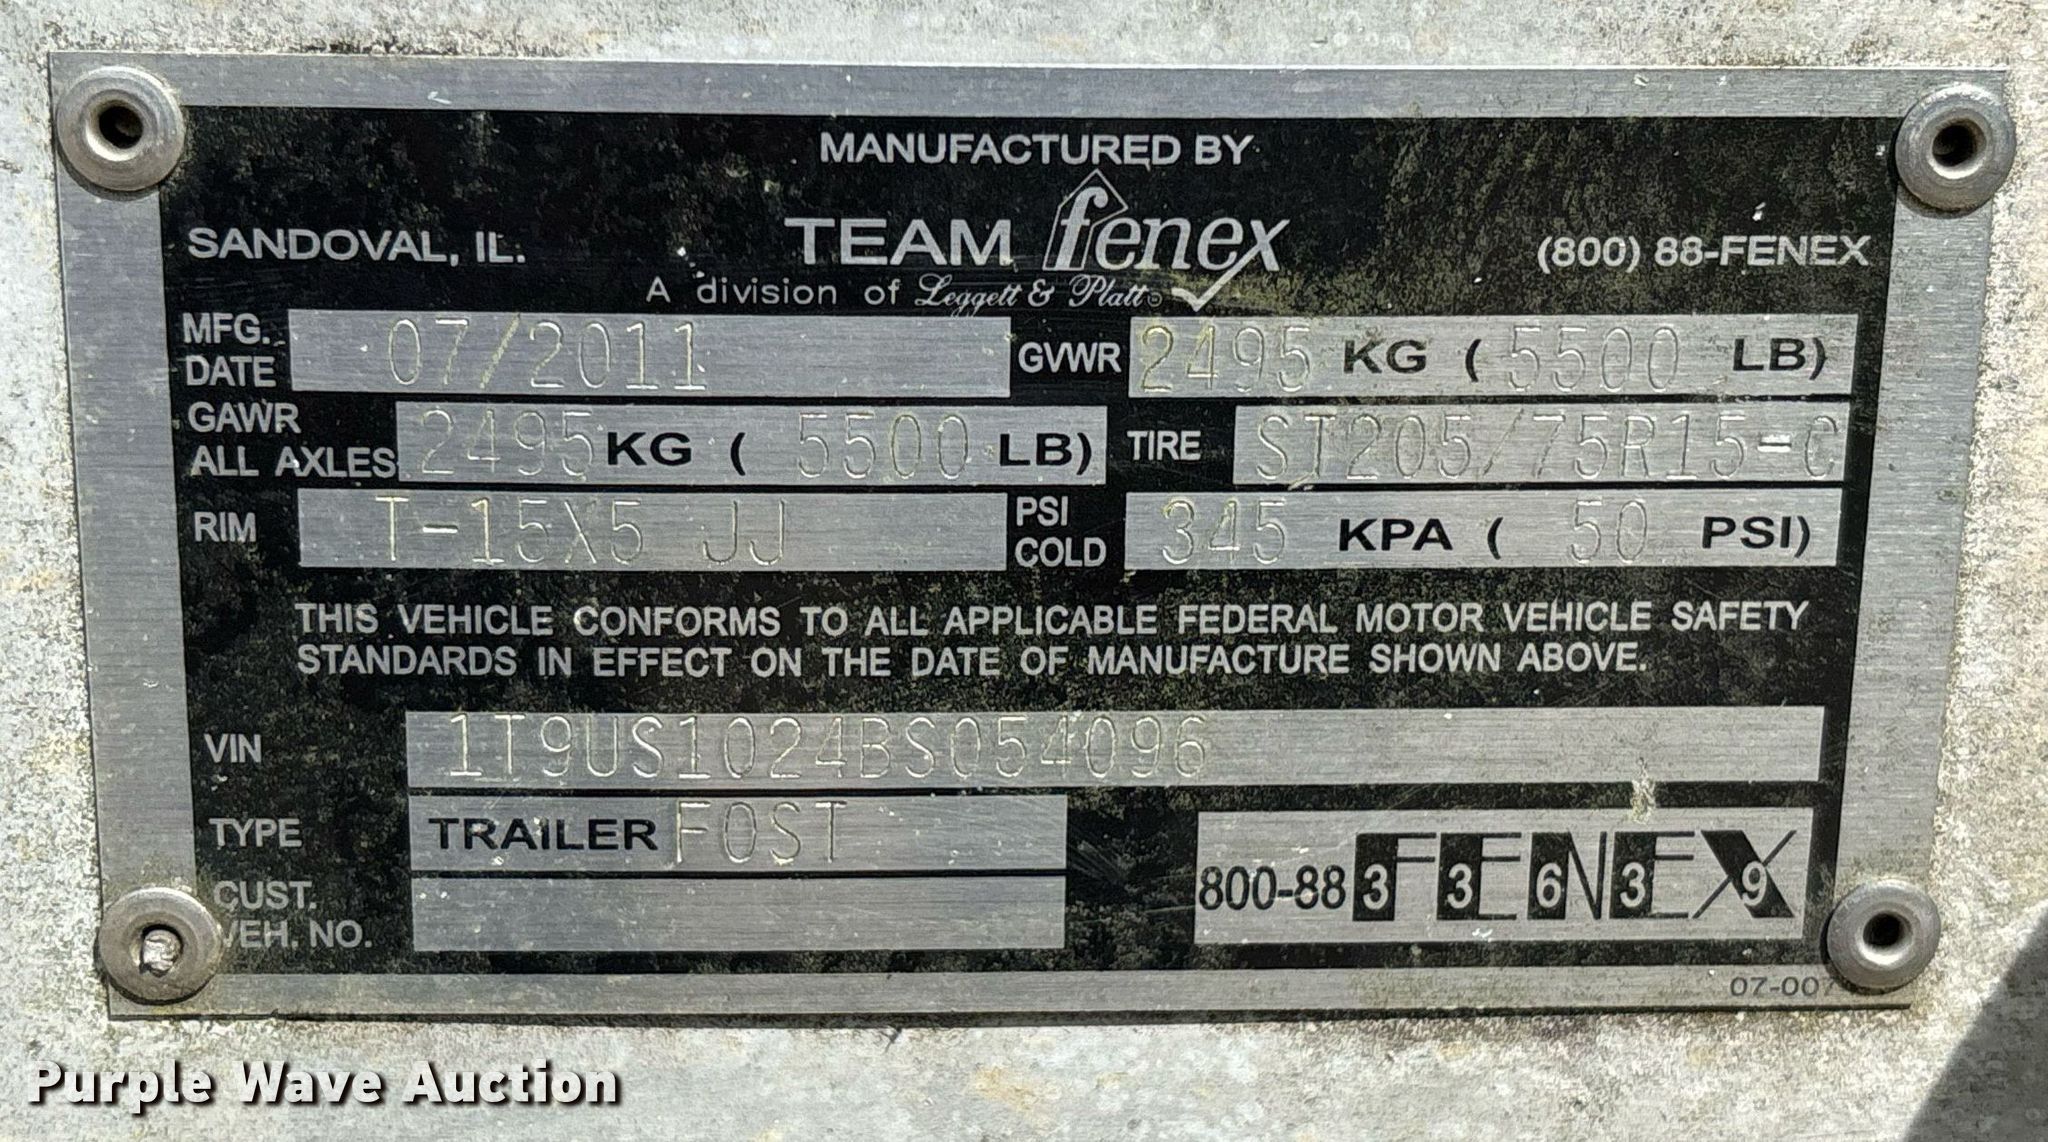 MANUFACTURED BY
SANDOVAL, IL. TEAM fenex (800) 88-FENEX
A division of Leggett & Platt
MFG. DATE 07/2011 GVWR 2495 KG ( 5500 LB)
GAWR ALL AXLES 2495 KG ( 5500 LB) TIRE ST205/75R15-C
RIM T-15X5 JJ PSI COLD 345 KPA ( 50 PSI)
THIS VEHICLE CONFORMS TO ALL APPLICABLE FEDERAL MOTOR VEHICLE SAFETY
STANDARDS IN EFFECT ON THE DATE OF MANUFACTURE SHOWN ABOVE.
VIN 1T9US1024BS054096
TYPE TRAILER FOST
CUST. VEH. NO.
800-88 FENEX 3 3 6 3 9
Purple Wave Auction